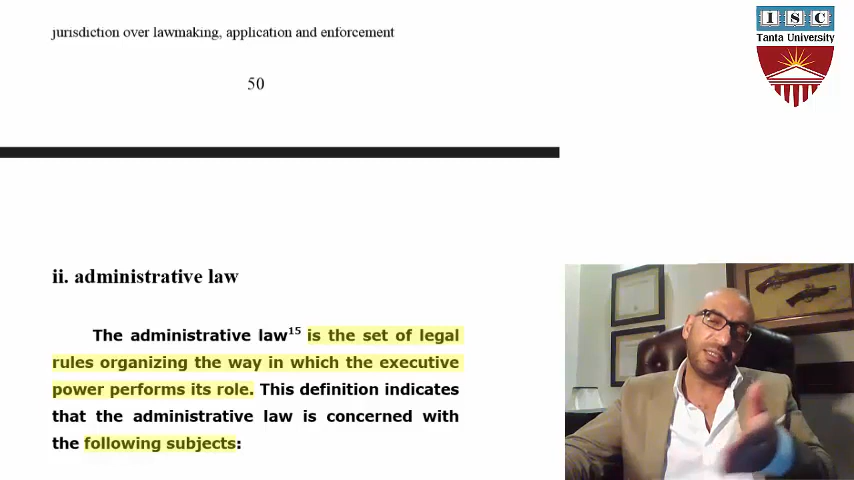 jurisdiction over lawmaking, application and enforcement
50
ISC
Tanta University
ii. administrative law
The administrative law15 is the set of legal
rules organizing the way in which the executive
power performs its role. This definition indicates
that the administrative law is concerned with
the following subjects: